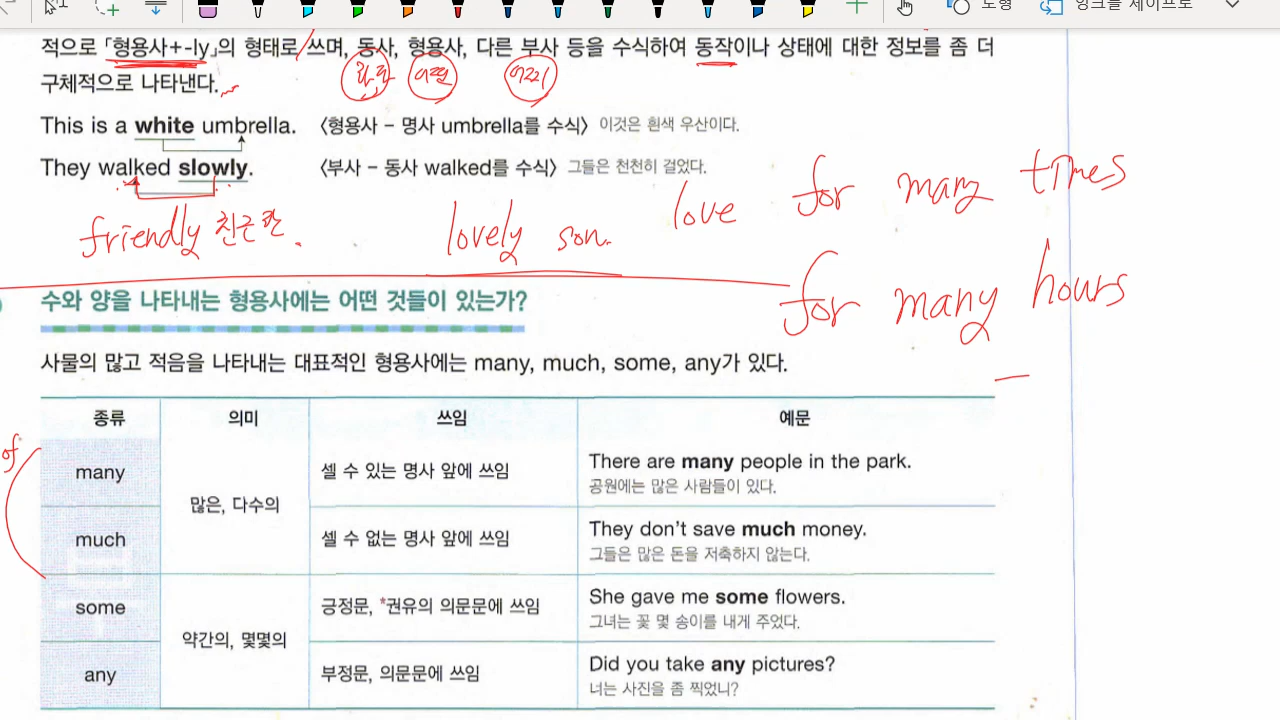 도형
잉크를 셰이프로
적으로 「형용사+-ly」의 형태로 쓰며, 동사, 형용사, 다른 부사 등을 수식하여 동작이나 상태에 대한 정보를 좀 더
구체적으로 나타낸다.
This is a white umbrella. 〈형용사 – 명사 umbrella를 수식〉 이것은 흰색 우산이다.
They walked slowly. 〈부사 – 동사 walked를 수식〉 그들은 천천히 걸었다.
love for many times
friendly 친근한. lovely son.
for many hours
수와 양을 나타내는 형용사에는 어떤 것들이 있는가?
사물의 많고 적음을 나타내는 대표적인 형용사에는 many, much, some, any가 있다.
종류 의미 쓰임 예문
of
many 많은, 다수의 셀 수 있는 명사 앞에 쓰임 There are many people in the park.
공원에는 많은 사람들이 있다.
much 셀 수 없는 명사 앞에 쓰임 They don't save much money.
그들은 많은 돈을 저축하지 않는다.
some 약간의, 몇몇의 긍정문, *권유의 의문문에 쓰임 She gave me some flowers.
그녀는 꽃 몇 송이를 내게 주었다.
any 부정문, 의문문에 쓰임 Did you take any pictures?
너는 사진을 좀 찍었니?